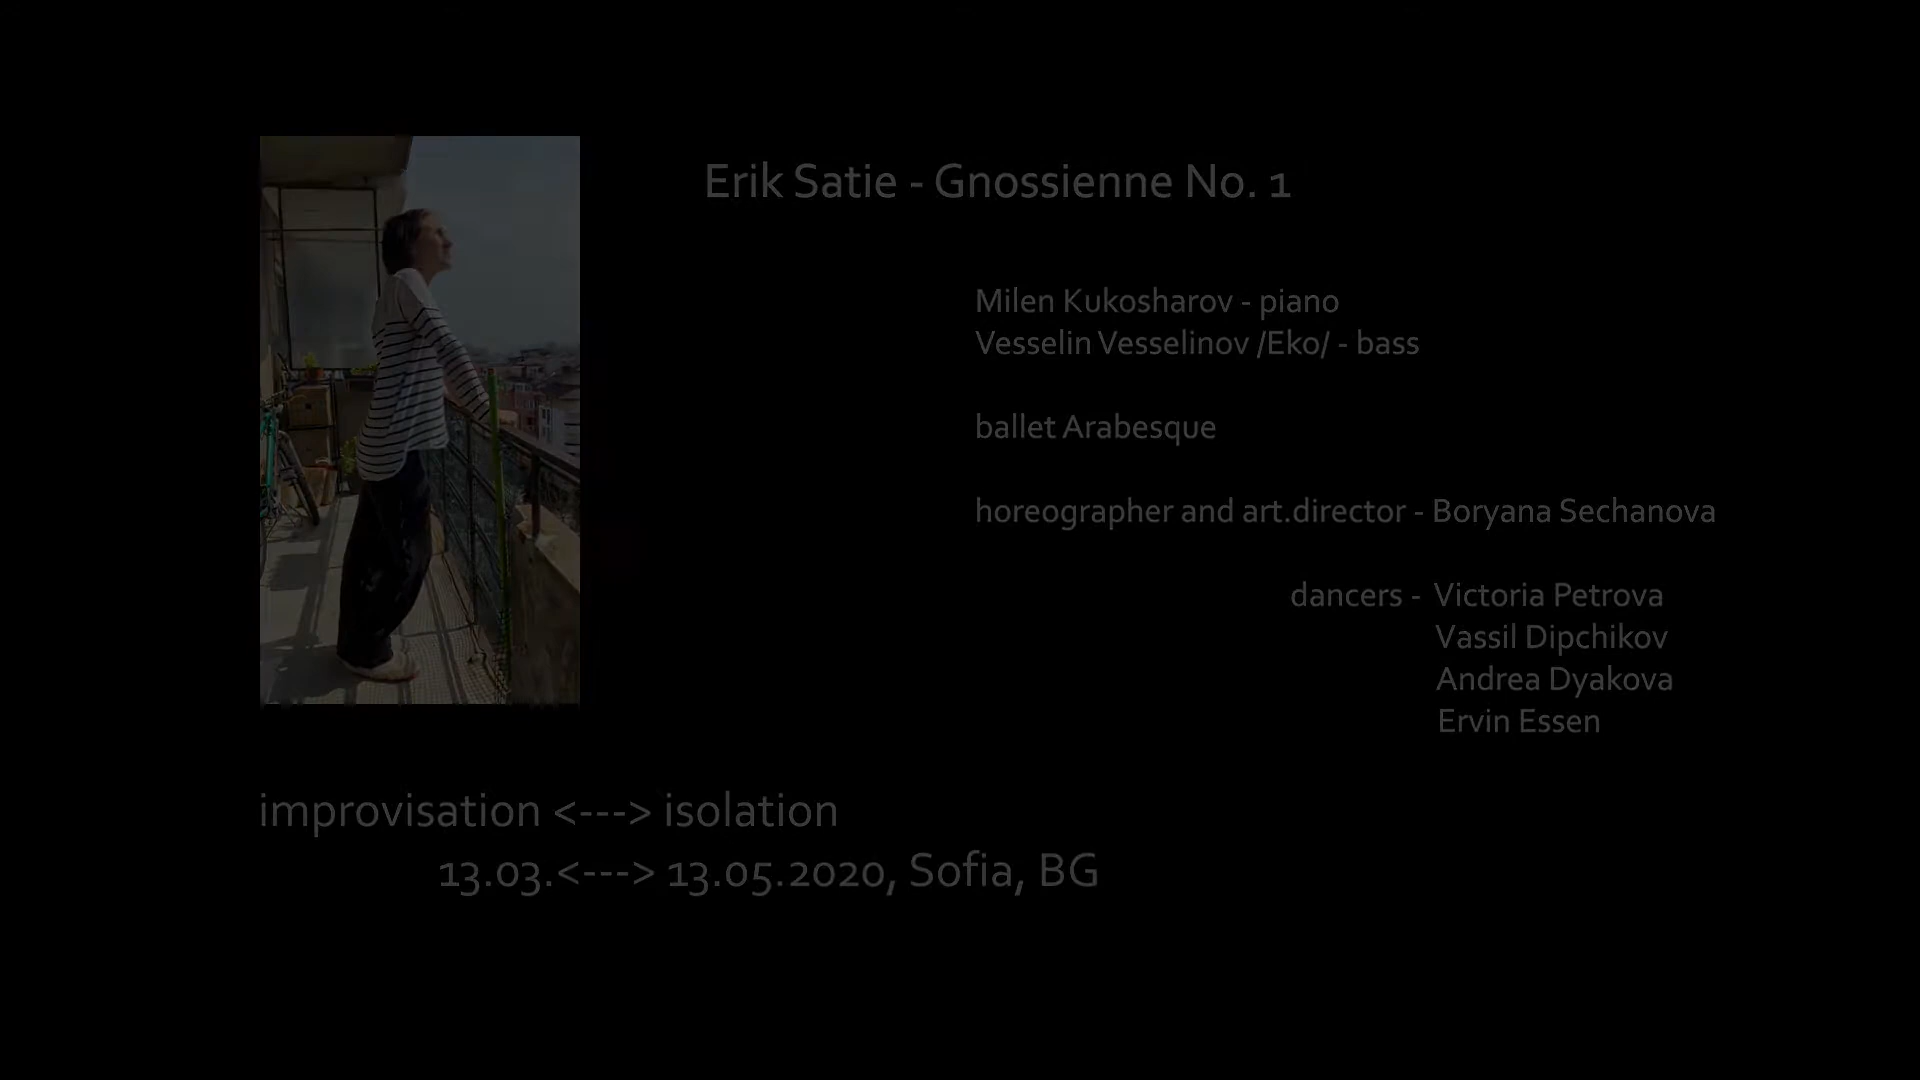 Erik Satie - Gnossienne No. 1
Milen Kukosharov - piano
Vesselin Vesselinov /Eko/ - bass
ballet Arabesque
horeographer and art.director - Boryana Sechanova
dancers - Victoria Petrova
Vassil Dipchikov
Andrea Dyakova
Ervin Essen
improvisation <---> isolation
13.03.<---> 13.05.2020, Sofia, BG